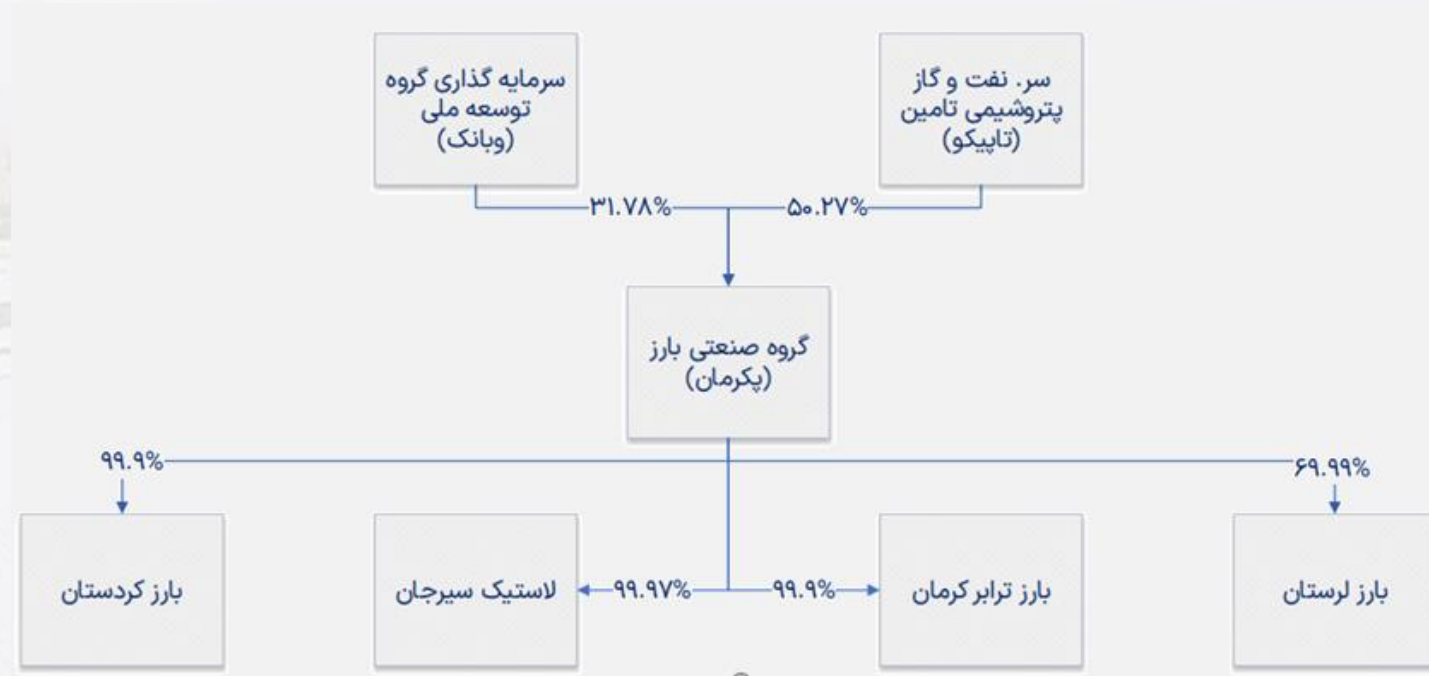 سر. نفت و گاز
پتروشیمی تامین
(تاپیکو)
سرمایه گذاری گروه
توسعه ملی
(وبانک)
۵۰.۲۷%
۳۱.۷۸%
گروه صنعتی بارز
(پکرمان)
۶۹.۹۹%
۹۹.۹%
بارز لرستان
بارز ترابر کرمان
۹۹.۹%
۹۹.۹۷%
لاستیک سیرجان
بارز کردستان